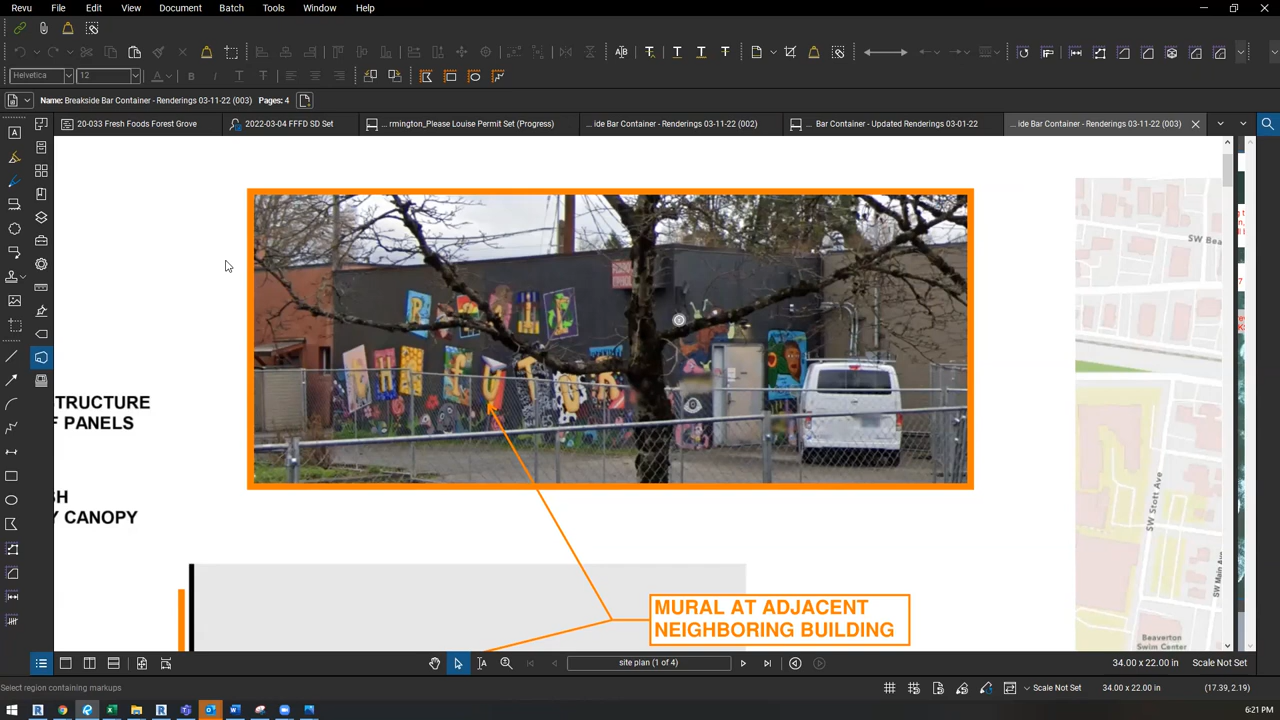 Revu File Edit View Document Batch Tools Window Help
Helvetica 12
Name: Breakside Bar Container - Renderings 03-11-22 (003) Pages: 4
20-033 Fresh Foods Forest Grove 2022-03-04 FFFD SD Set ... rmington_Please Louise Permit Set (Progress) ... ide Bar Container - Renderings 03-11-22 (002) Bar Container - Updated Renderings 03-01-22 ... ide Bar Container - Renderings 03-11-22 (003)
SW Bea
STRUCTURE
F PANELS
SH
Y CANOPY
SW Stott Ave
SW Main Ave
MURAL AT ADJACENT
NEIGHBORING BUILDING
Beaverton
Swim Center
site plan (1 of 4) 34.00 x 22.00 in Scale Not Set
Select region containing markups Scale Not Set 34.00 x 22.00 in (17.39, 2.19)
6:21 PM